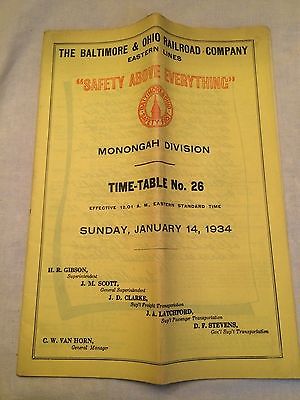 THE BALTIMORE & OHIO RAILROAD COMPANY
EASTERN LINES
"SAFETY ABOVE EVERYTHING"
MONONGAH DIVISION
TIME-TABLE No. 26
EFFECTIVE 12.01 A. M., EASTERN STANDARD TIME
SUNDAY, JANUARY 14, 1934
H. R. GIBSON,
Superintendent
J. M. SCOTT,
General Superintendent
J. D. CLARKE,
Sup't Freight Transportation
J. A. LATCHFORD,
Sup't Passenger Transportation
D. F. STEVENS,
Gen'l Sup't Transportation
C. W. VAN HORN,
General Manager